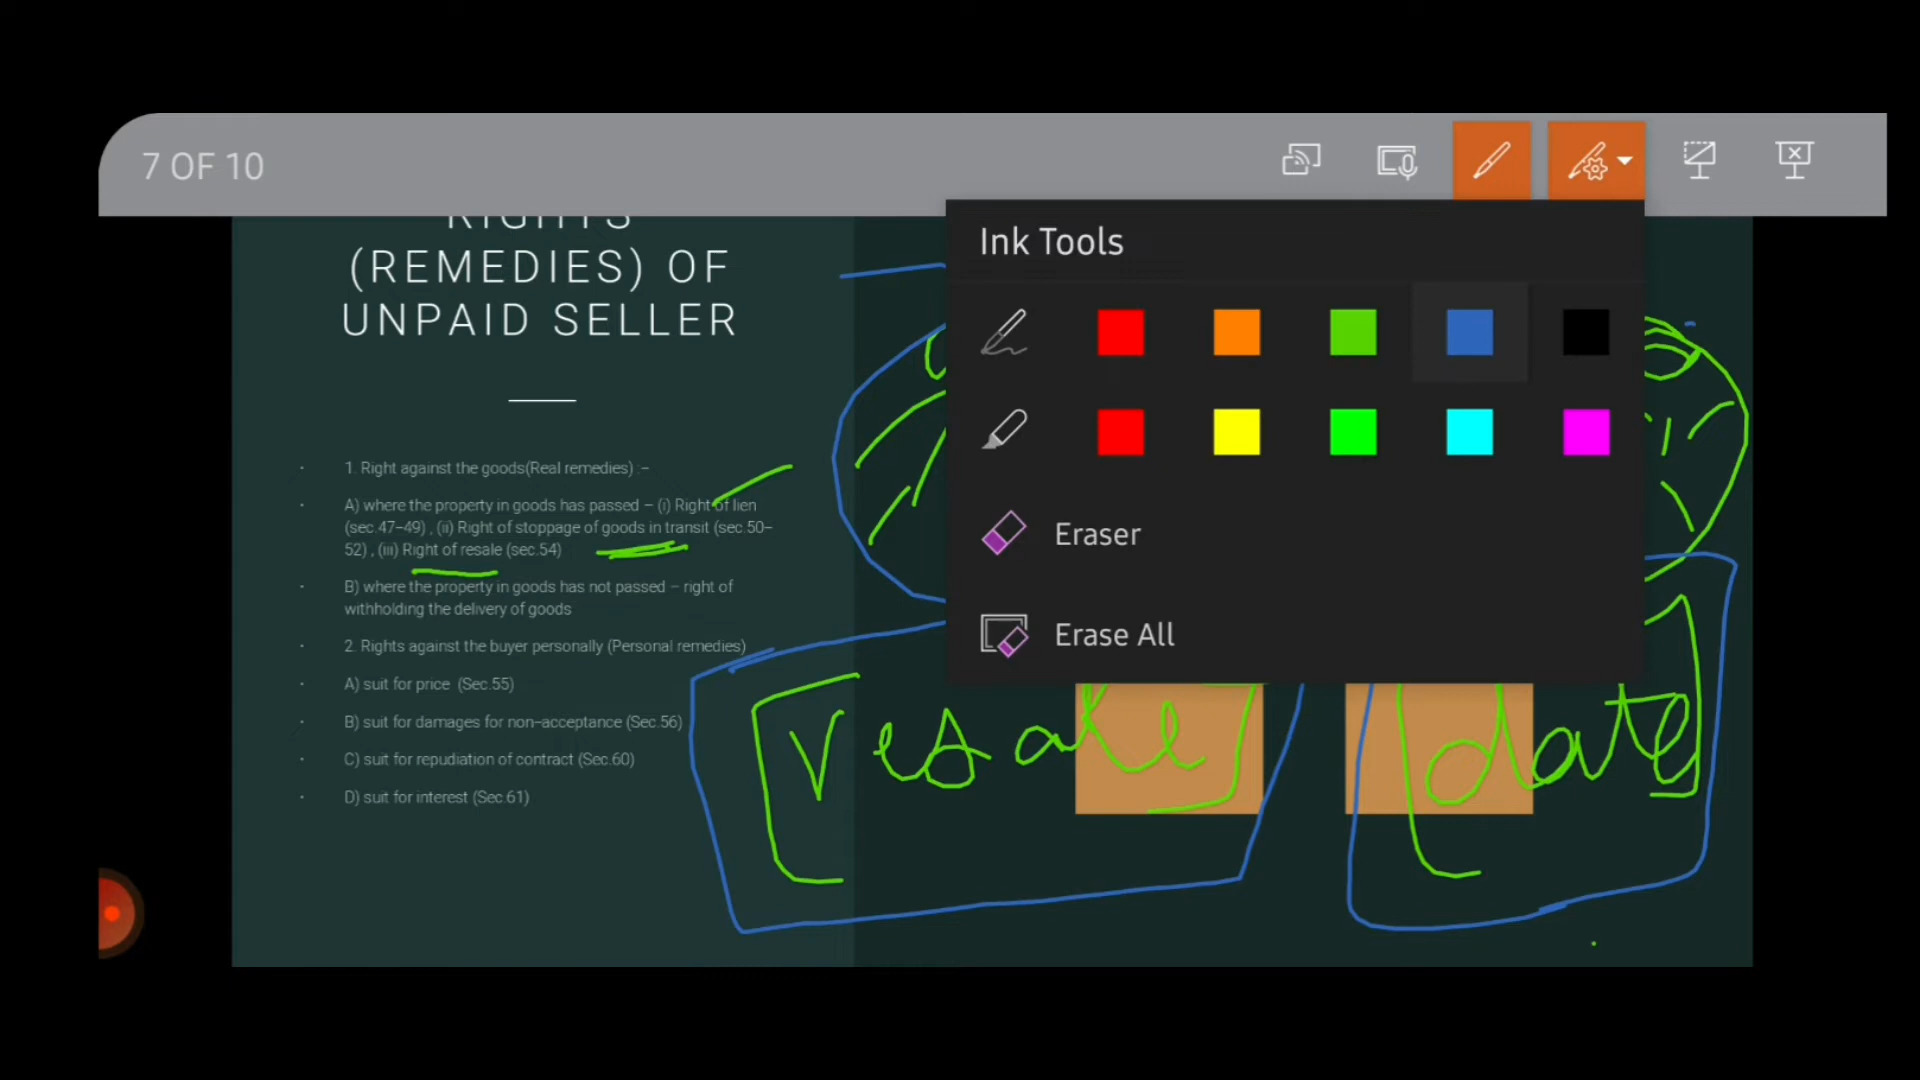 7 OF 10
RIGHTS
(REMEDIES) OF
UNPAID SELLER
1. Right against the goods(Real remedies) :–
A) where the property in goods has passed – (i) Right of lien
(sec.47–49) , (ii) Right of stoppage of goods in transit (sec.50–
52) , (iii) Right of resale (sec.54)
B) where the property in goods has not passed – right of
withholding the delivery of goods
2. Rights against the buyer personally (Personal remedies)
A) suit for price (Sec.55)
B) suit for damages for non–acceptance (Sec.56)
C) suit for repudiation of contract (Sec.60)
D) suit for interest (Sec.61)
Ink Tools
Eraser
Erase All
resale
date